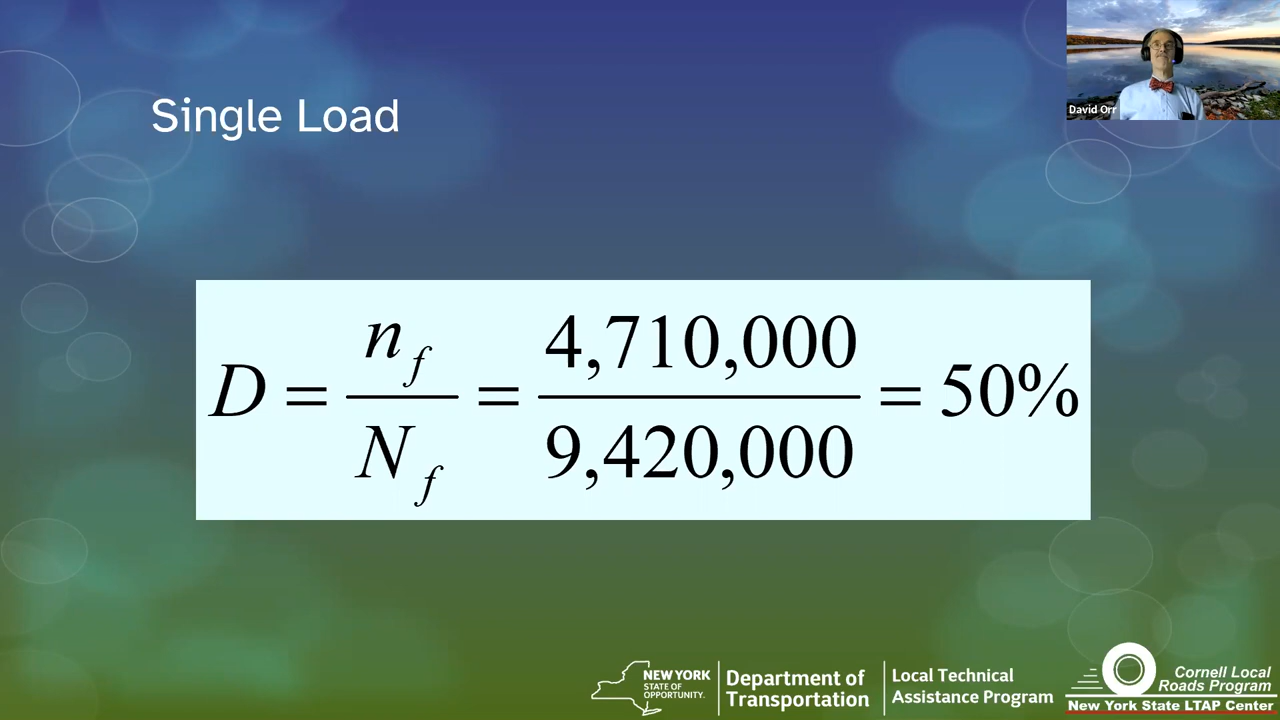 David Orr
Single Load
D = n_f / N_f = 4,710,000 / 9,420,000 = 50%
NEW YORK
STATE OF
OPPORTUNITY.
Department of
Transportation
Local Technical
Assistance Program
Cornell Local
Roads Program
New York State LTAP Center